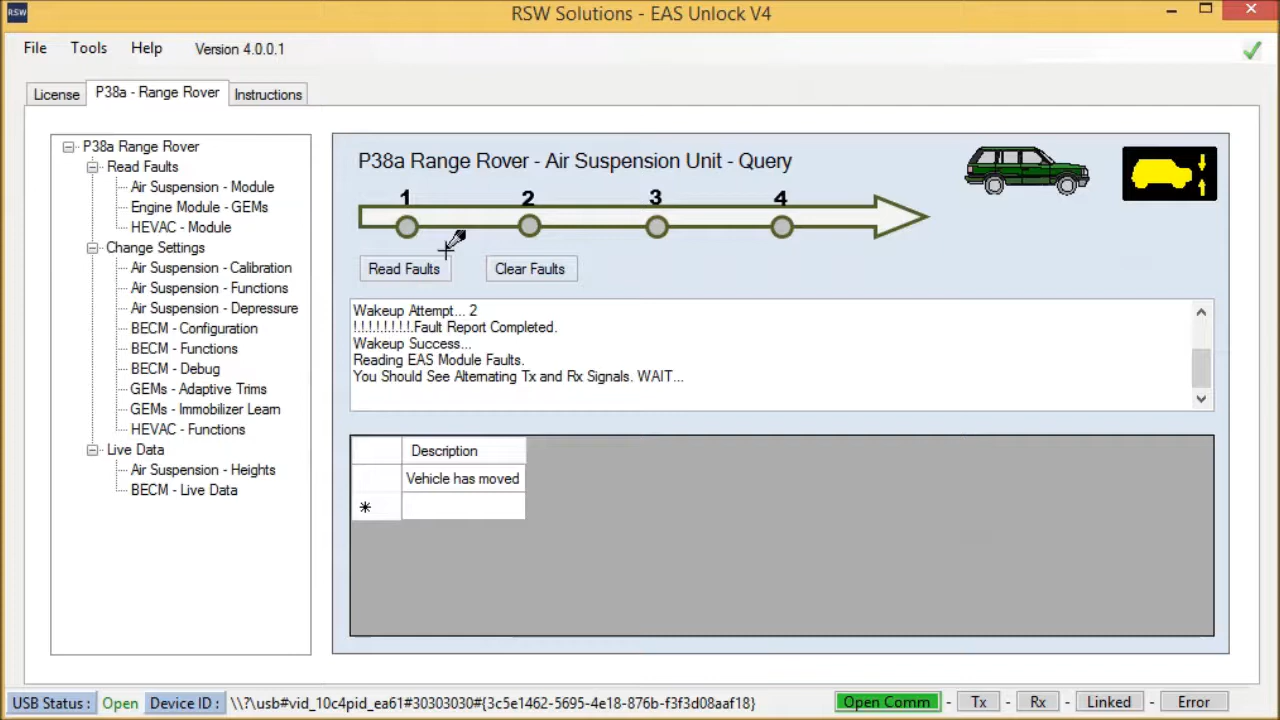 RSW
RSW Solutions - EAS Unlock V4
File Tools Help Version 4.0.0.1
License P38a - Range Rover Instructions
P38a Range Rover
Read Faults
Air Suspension - Module
Engine Module - GEMs
HEVAC - Module
Change Settings
Air Suspension - Calibration
Air Suspension - Functions
Air Suspension - Depressure
BECM - Configuration
BECM - Functions
BECM - Debug
GEMs - Adaptive Trims
GEMs - Immobilizer Learn
HEVAC - Functions
Live Data
Air Suspension - Heights
BECM - Live Data
P38a Range Rover - Air Suspension Unit - Query
1 2 3 4
Read Faults Clear Faults
Wakeup Attempt... 2
!.!.!.!.!.!.!.!.!.Fault Report Completed.
Wakeup Success...
Reading EAS Module Faults.
You Should See Alternating Tx and Rx Signals. WAIT...
Description
Vehicle has moved
*
USB Status : Open Device ID : \\?\usb#vid_10c4pid_ea61#30303030#{3c5e1462-5695-4e18-876b-f3f3d08aaf18} Open Comm - Tx - Rx - Linked - Error